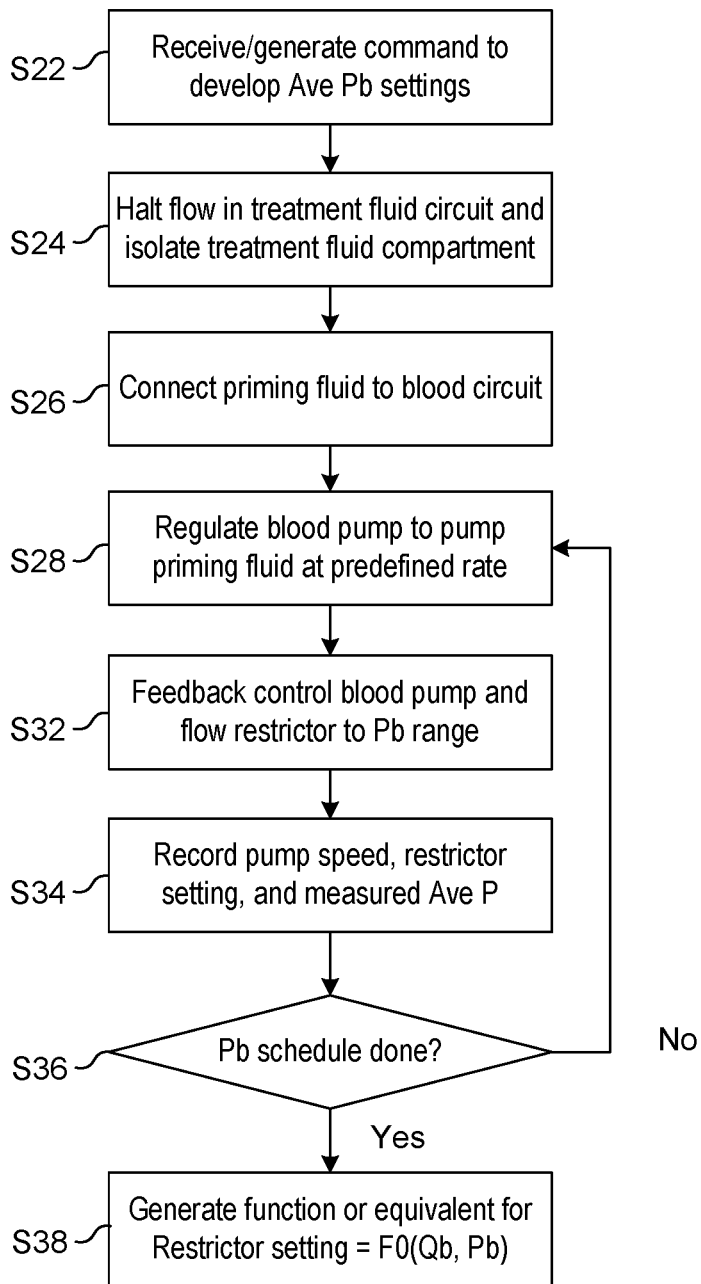 S22
Receive/generate command to
develop Ave Pb settings
S24
Halt flow in treatment fluid circuit and
isolate treatment fluid compartment
S26
Connect priming fluid to blood circuit
S28
Regulate blood pump to pump
priming fluid at predefined rate
S32
Feedback control blood pump and
flow restrictor to Pb range
S34
Record pump speed, restrictor
setting, and measured Ave P
S36
Pb schedule done?
No
Yes
S38
Generate function or equivalent for
Restrictor setting = F0(Qb, Pb)